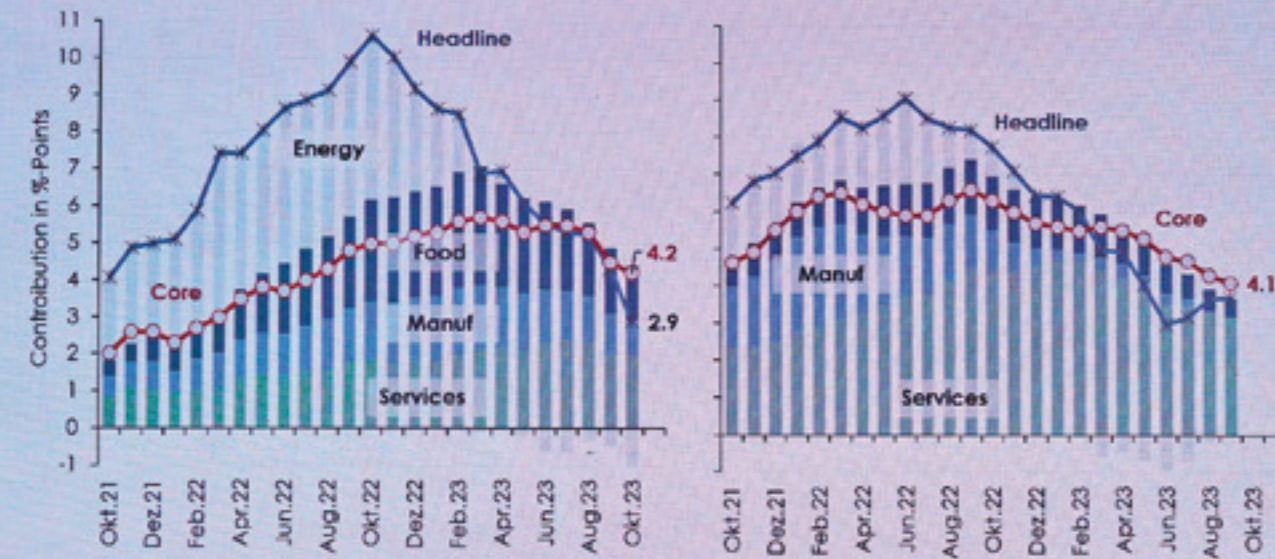 Controibution in %-Points
11
10
9
8
7
6
5
4
3
2
1
0
-1
Headline
Energy
Core
Food
Manuf
Services
4.2
2.9
Okt.21
Dez.21
Feb.22
Apr.22
Jun.22
Aug.22
Okt.22
Dez.22
Feb.23
Apr.23
Jun.23
Aug.23
Okt.23
Headline
Core
Manuf
Services
4.1
Okt.21
Dez.21
Feb.22
Apr.22
Jun.22
Aug.22
Okt.22
Dez.22
Feb.23
Apr.23
Jun.23
Aug.23
Okt.23